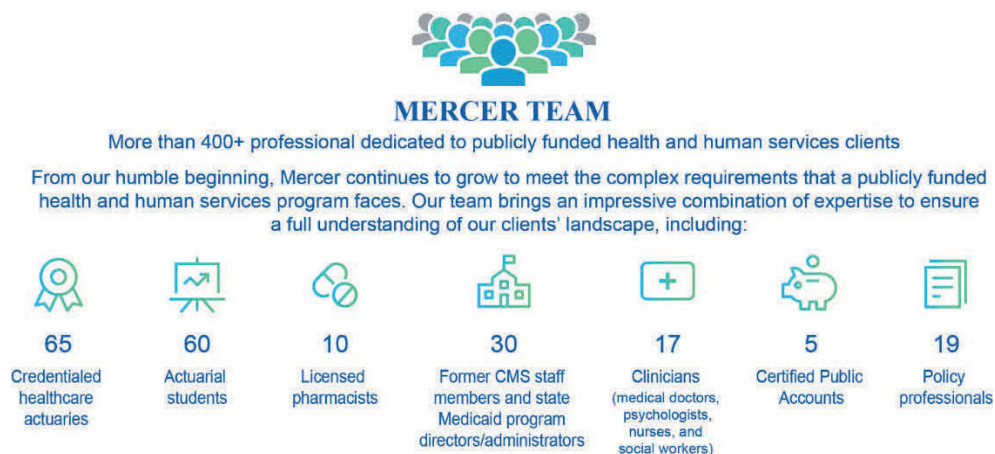 MERCER TEAM
More than 400+ professional dedicated to publicly funded health and human services clients
From our humble beginning, Mercer continues to grow to meet the complex requirements that a publicly funded
health and human services program faces. Our team brings an impressive combination of expertise to ensure
a full understanding of our clients' landscape, including:
65
Credentialed
healthcare
actuaries
60
Actuarial
students
10
Licensed
pharmacists
30
Former CMS staff
members and state
Medicaid program
directors/administrators
17
Clinicians
(medical doctors,
psychologists,
nurses, and
social workers)
5
Certified Public
Accounts
19
Policy
professionals